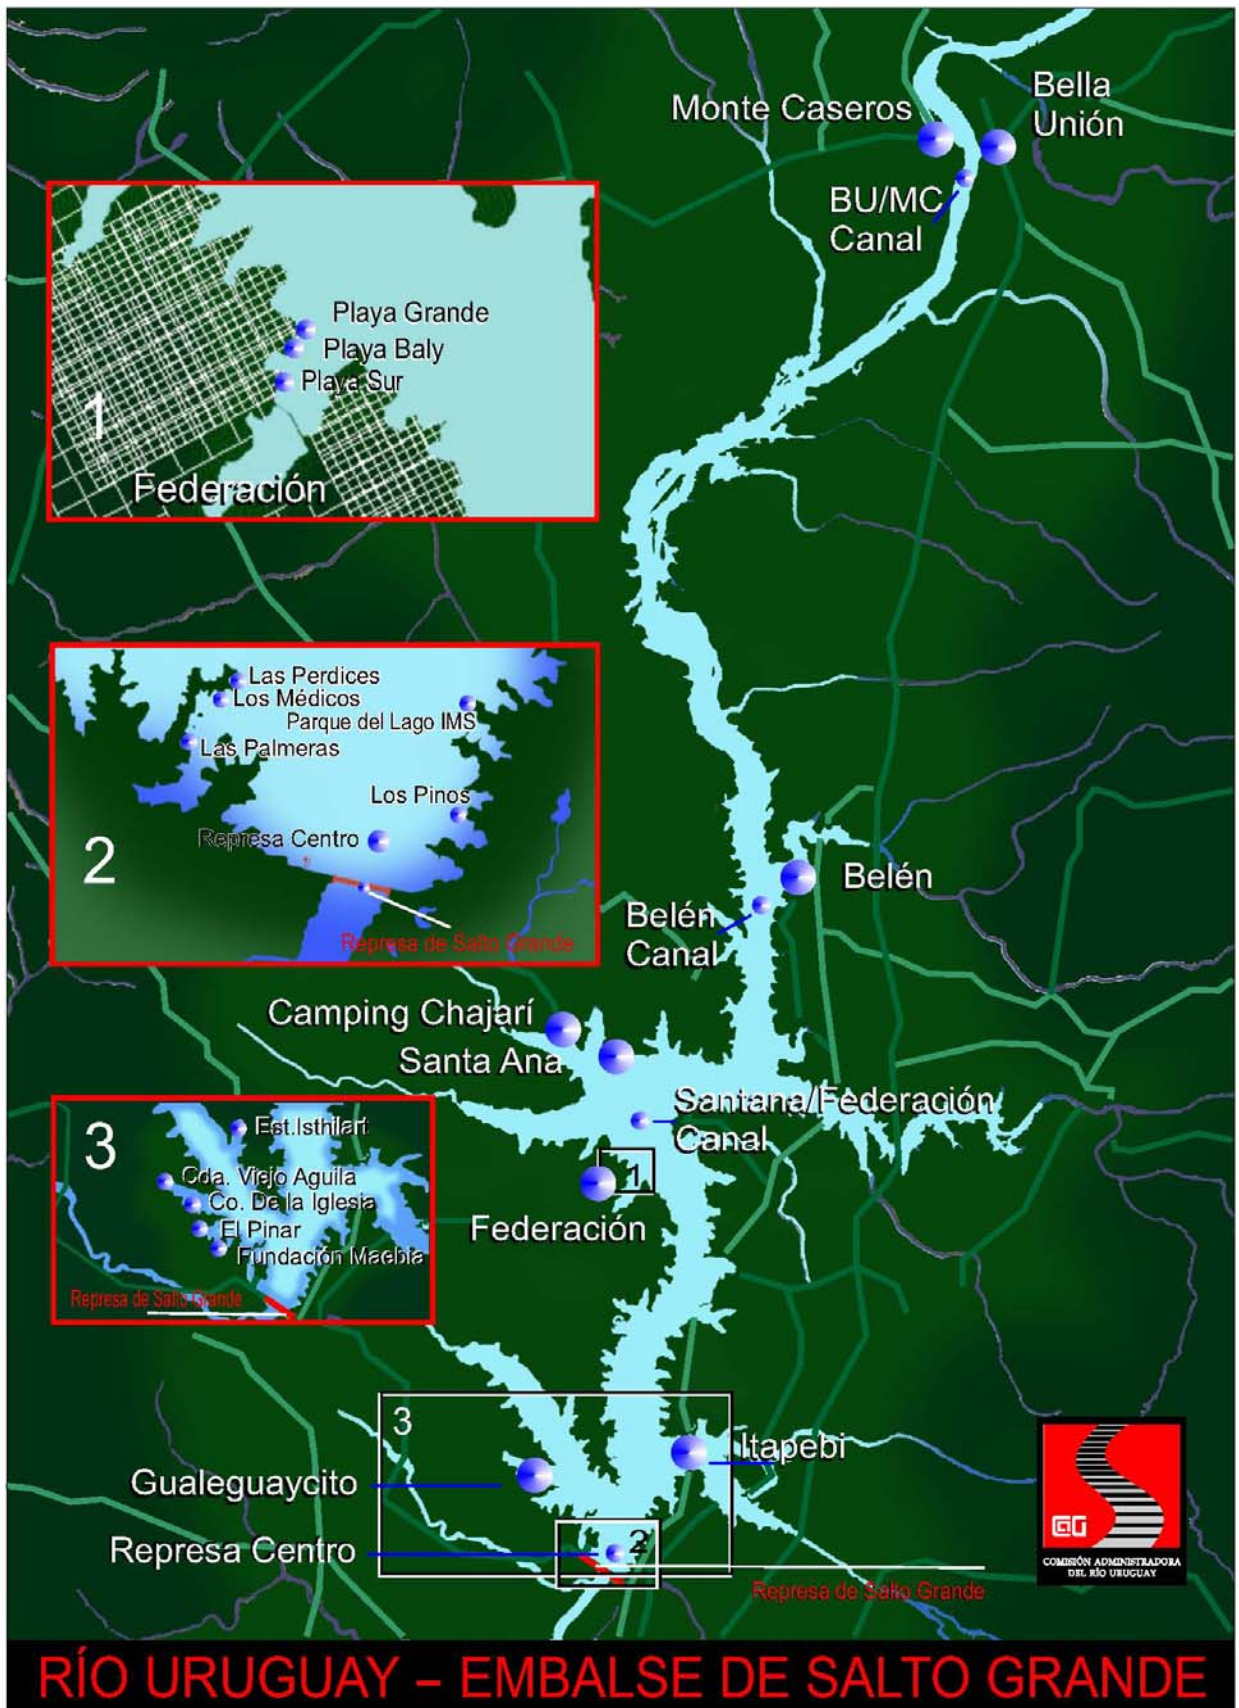 Monte Caseros
Bella
Unión
BU/MC
Canal
Playa Grande
Playa Baly
Playa Sur
1
Federación
Las Perdices
Los Médicos
Parque del Lago IMS
Las Palmeras
Los Pinos
Represa Centro
2
Represa de Salto Grande
Belén
Belén
Canal
Camping Chajarí
Santa Ana
Santana/Federación
Canal
1
Federación
3
Est.Isthilart
Cda. Viejo Aguila
Co. De la Iglesia
El Pinar
Fundación Maebia
Represa de Salto Grande
3
Itapebi
Gualeguaycito
Represa Centro
2
Represa de Salto Grande
COMISIÓN ADMINISTRADORA
DEL RÍO URUGUAY
RÍO URUGUAY – EMBALSE DE SALTO GRANDE